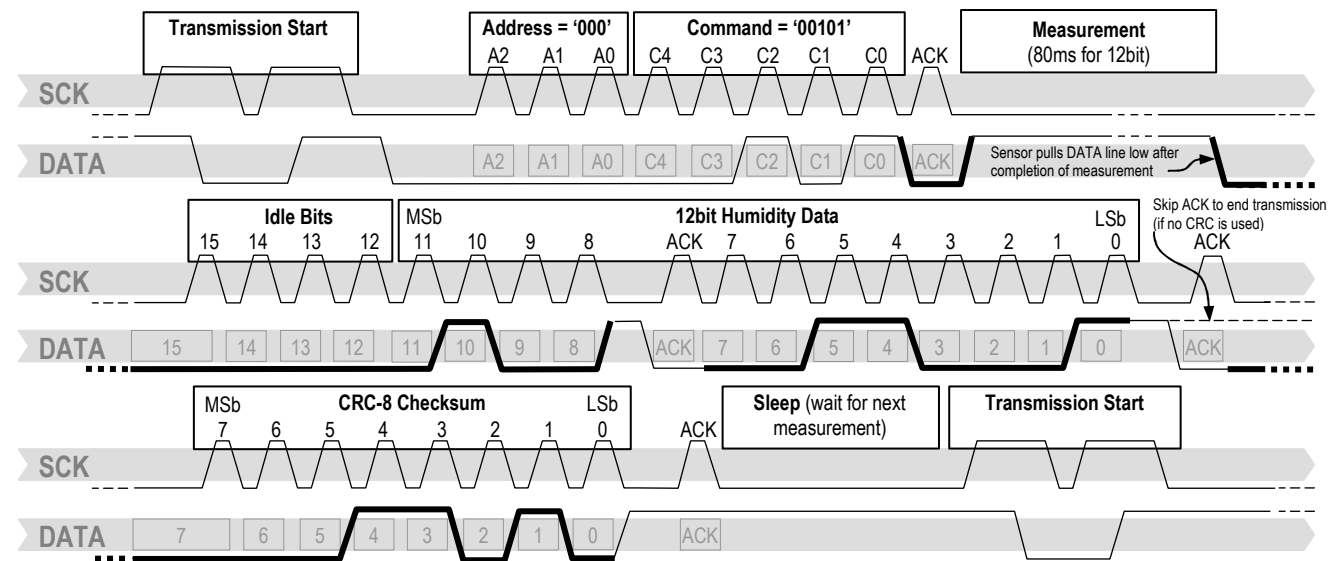 Transmission Start Address = ‘000’ Command = ‘00101’ Measurement
A2 A1 A0 C4 C3 C2 C1 C0 ACK (80ms for 12bit)
SCK
DATA A2 A1 A0 C4 C3 C2 C1 C0 ACK
Sensor pulls DATA line low after
completion of measurement
Skip ACK to end transmission
(if no CRC is used)
Idle Bits MSb 12bit Humidity Data LSb
15 14 13 12 11 10 9 8 ACK 7 6 5 4 3 2 1 0 ACK
SCK
DATA 15 14 13 12 11 10 9 8 ACK 7 6 5 4 3 2 1 0 ACK
MSb CRC-8 Checksum LSb
7 6 5 4 3 2 1 0 ACK
Sleep (wait for next
measurement)
Transmission Start
SCK
DATA 7 6 5 4 3 2 1 0 ACK